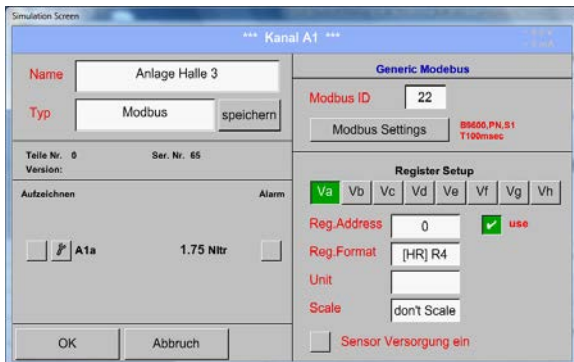 Simulation Screen
*** Kanal A1 ***
Name Anlage Halle 3
Typ Modbus speichern
Teile Nr. 0 Ser. Nr. 65
Version:
Aufzeichnen Alarm
A1a 1.75 Nltr
OK Abbruch
Generic Modebus
Modbus ID 22
Modbus Settings B9600,PN,S1
T100msec
Register Setup
Va Vb Vc Vd Ve Vf Vg Vh
Reg.Address 0 use
Reg.Format [HR] R4
Unit
Scale don't Scale
Sensor Versorgung ein